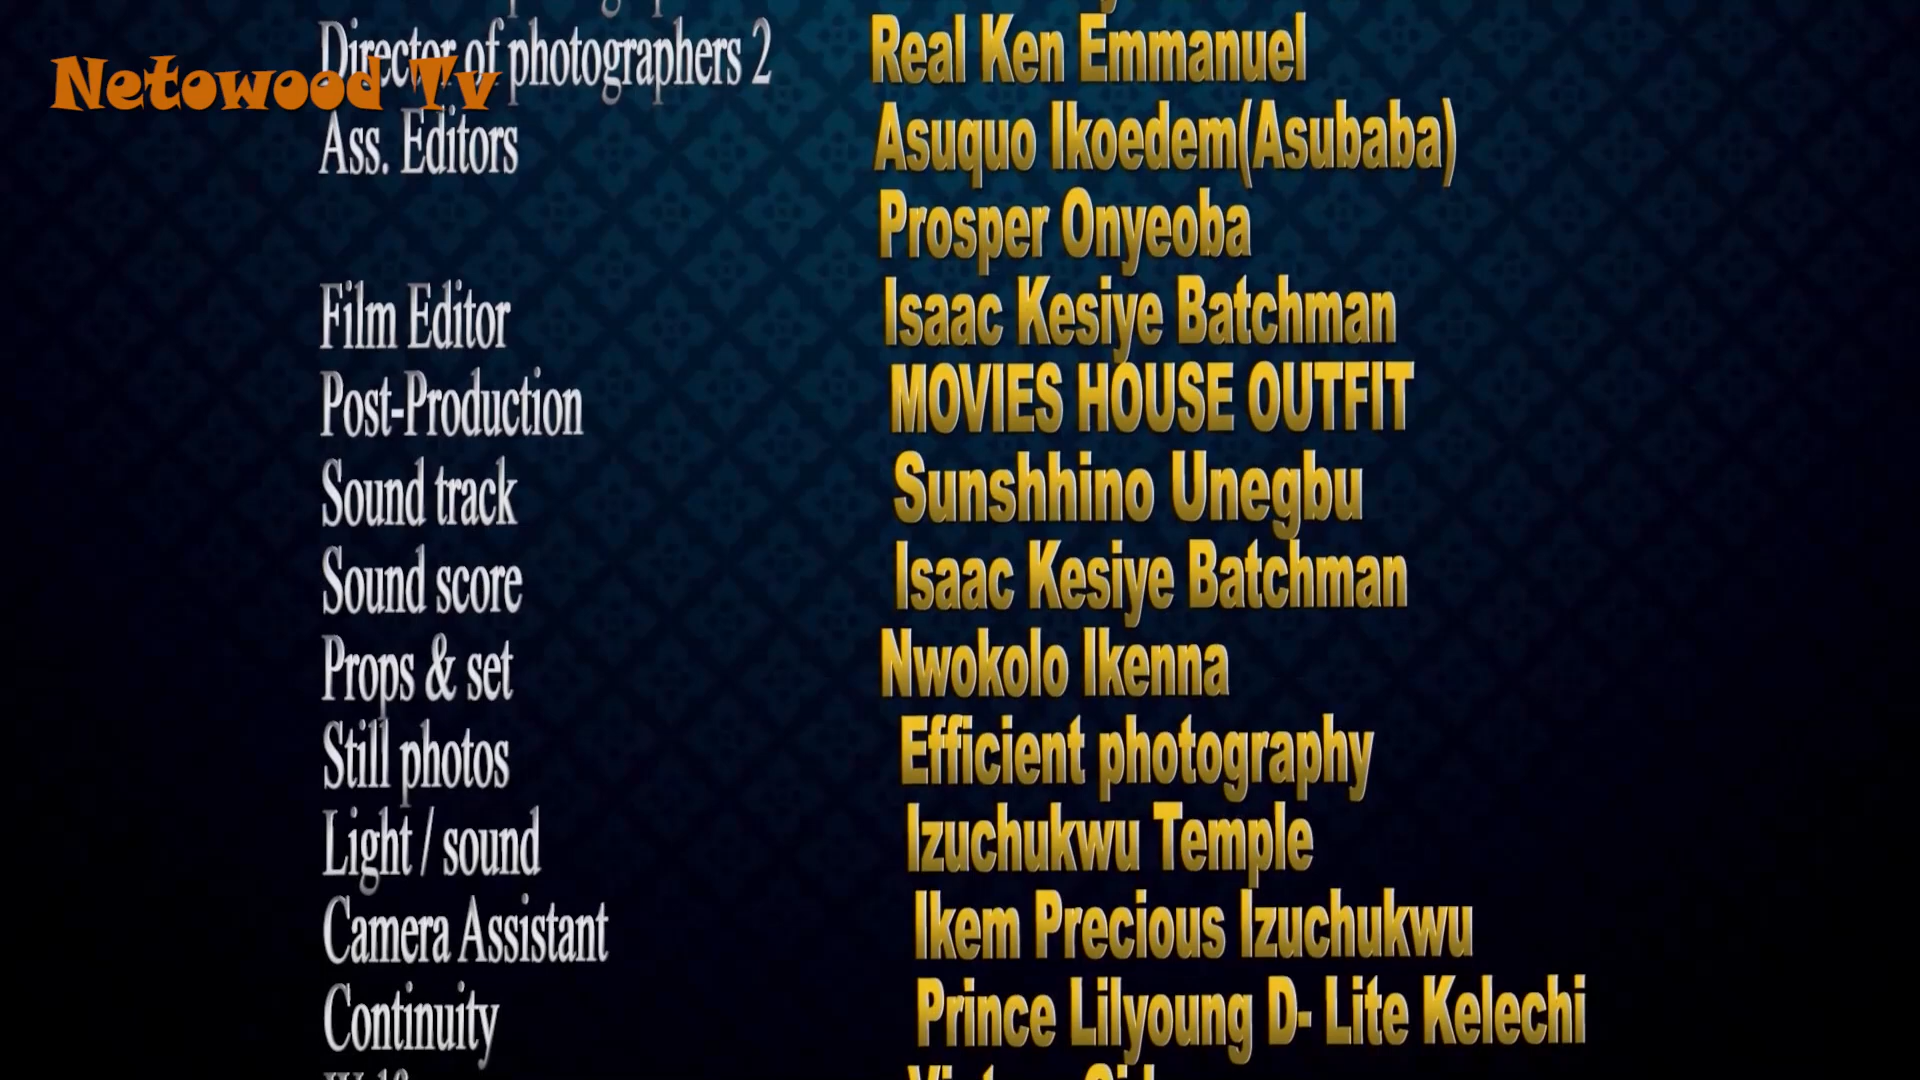 Netowood Tv
Director of photographers 2 Real Ken Emmanuel
Ass. Editors Asuquo Ikoedem(Asubaba)
Prosper Onyeoba
Film Editor Isaac Kesiye Batchman
Post-Production MOVIES HOUSE OUTFIT
Sound track Sunshhino Unegbu
Sound score Isaac Kesiye Batchman
Props & set Nwokolo Ikenna
Still photos Efficient photography
Light / sound Izuchukwu Temple
Camera Assistant Ikem Precious Izuchukwu
Continuity Prince Lilyoung D- Lite Kelechi